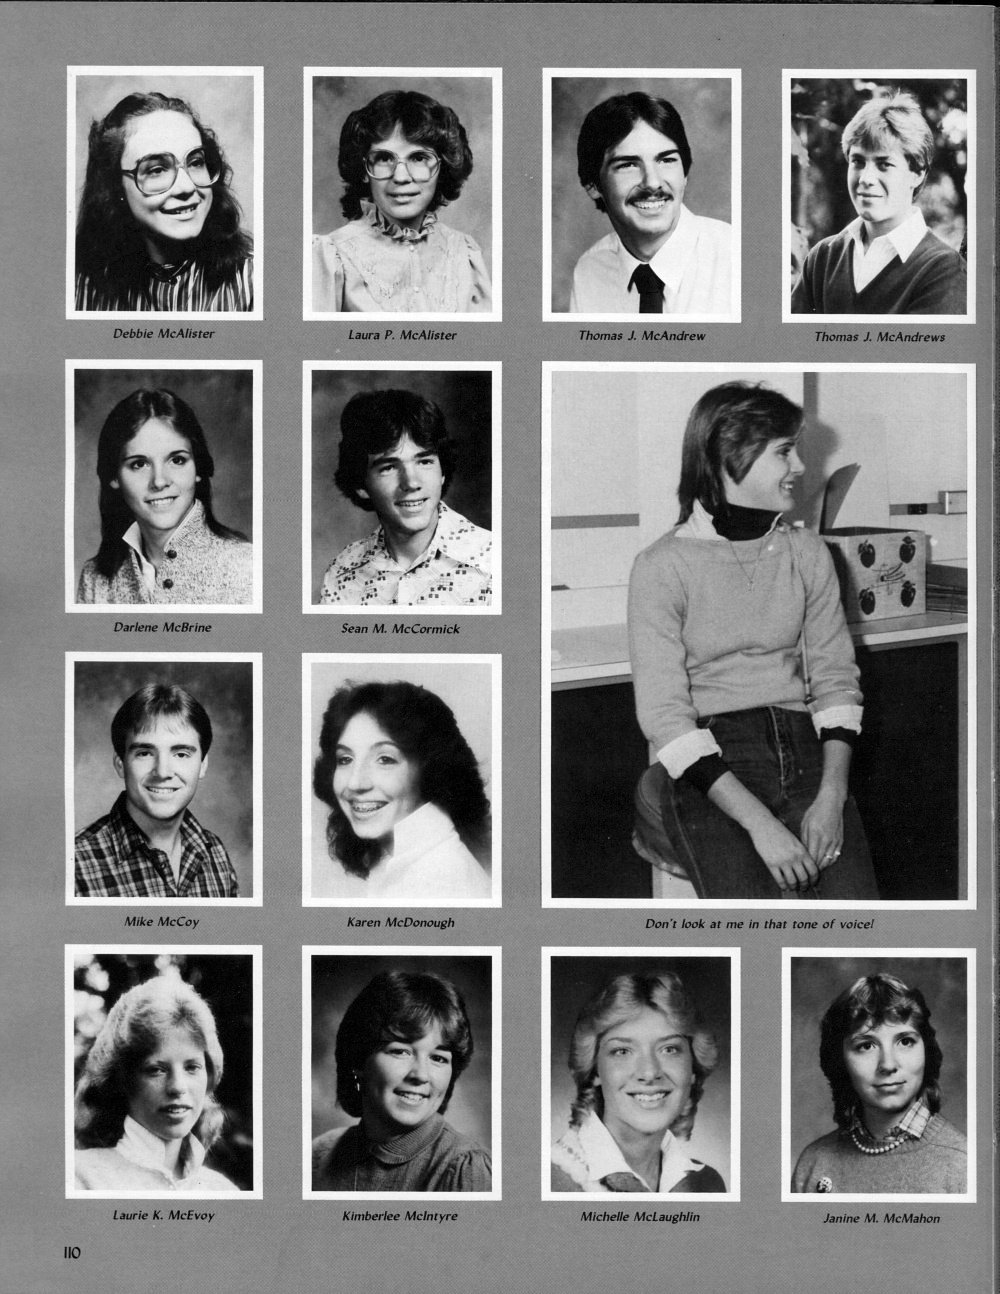 Debbie McAlister
Laura P. McAlister
Thomas J. McAndrew
Thomas J. McAndrews
Darlene McBrine
Sean M. McCormick
Mike McCoy
Karen McDonough
Don't look at me in that tone of voice!
Laurie K. McEvoy
Kimberlee McIntyre
Michelle McLaughlin
Janine M. McMahon
110